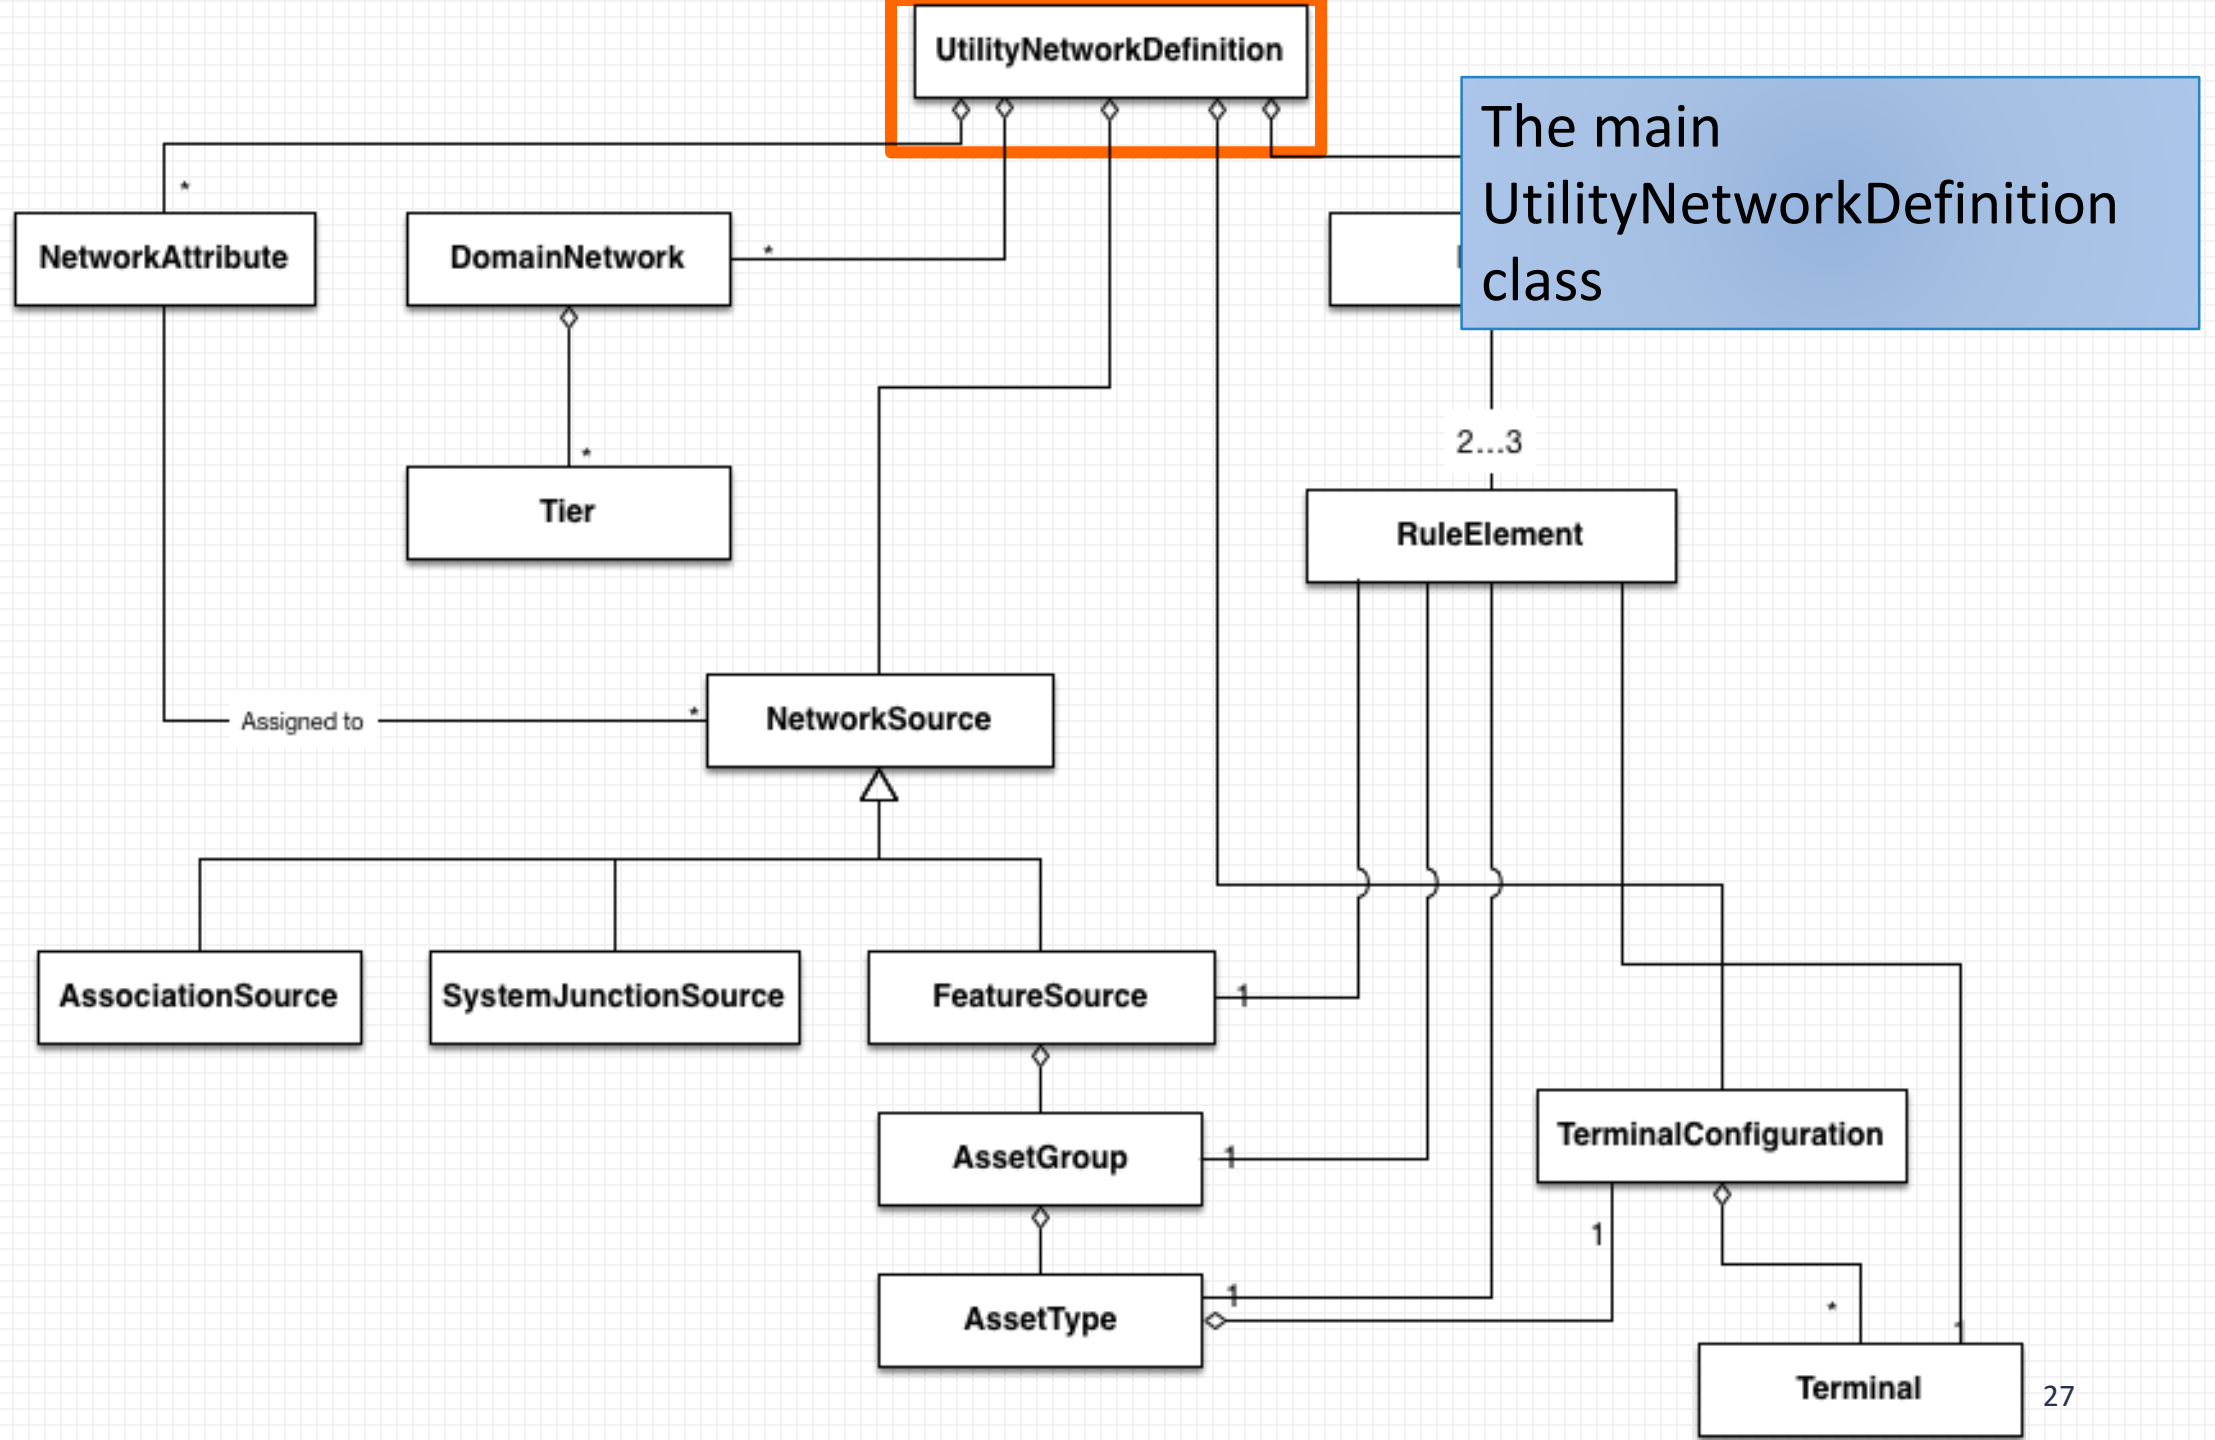 UtilityNetworkDefinition
The main
UtilityNetworkDefinition
class
*
NetworkAttribute
DomainNetwork
*
*
2...3
Tier
RuleElement
Assigned to
*
NetworkSource
AssociationSource
SystemJunctionSource
FeatureSource
1
AssetGroup
1
TerminalConfiguration
1
1
AssetType
*
1
Terminal
27